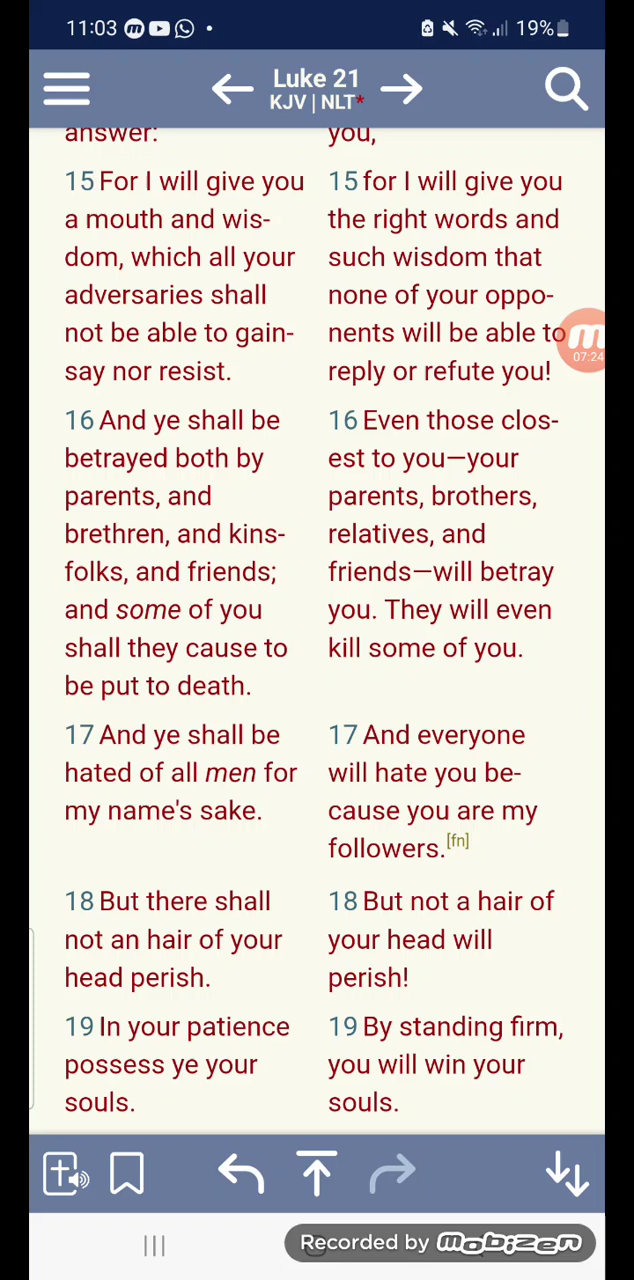 11:03
19%
Luke 21
KJV | NLT*
answer:
15 For I will give you
a mouth and wis-
dom, which all your
adversaries shall
not be able to gain-
say nor resist.
16 And ye shall be
betrayed both by
parents, and
brethren, and kins-
folks, and friends;
and some of you
shall they cause to
be put to death.
17 And ye shall be
hated of all men for
my name's sake.
18 But there shall
not an hair of your
head perish.
19 In your patience
possess ye your
souls.
you,
15 for I will give you
the right words and
such wisdom that
none of your oppo-
nents will be able to
reply or refute you!
16 Even those clos-
est to you—your
parents, brothers,
relatives, and
friends—will betray
you. They will even
kill some of you.
17 And everyone
will hate you be-
cause you are my
followers.[fn]
18 But not a hair of
your head will
perish!
19 By standing firm,
you will win your
souls.
m
07:24
Recorded by mobizen